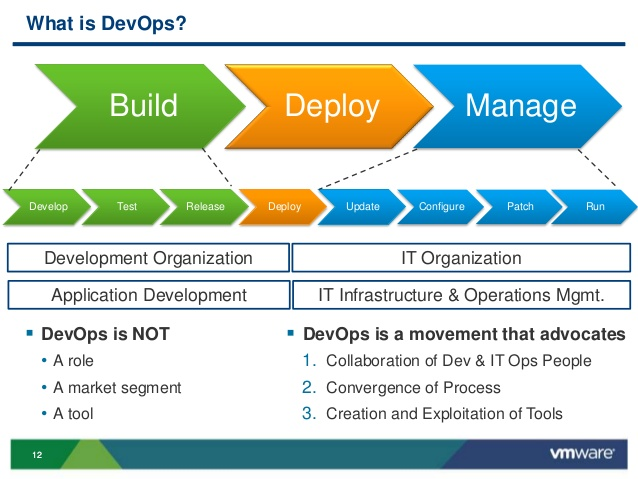 What is DevOps?
Build
Deploy
Manage
Develop
Test
Release
Deploy
Update
Configure
Patch
Run
Development Organization
IT Organization
Application Development
IT Infrastructure & Operations Mgmt.
▪ DevOps is NOT
• A role
• A market segment
• A tool
▪ DevOps is a movement that advocates
1. Collaboration of Dev & IT Ops People
2. Convergence of Process
3. Creation and Exploitation of Tools
12
vmware®